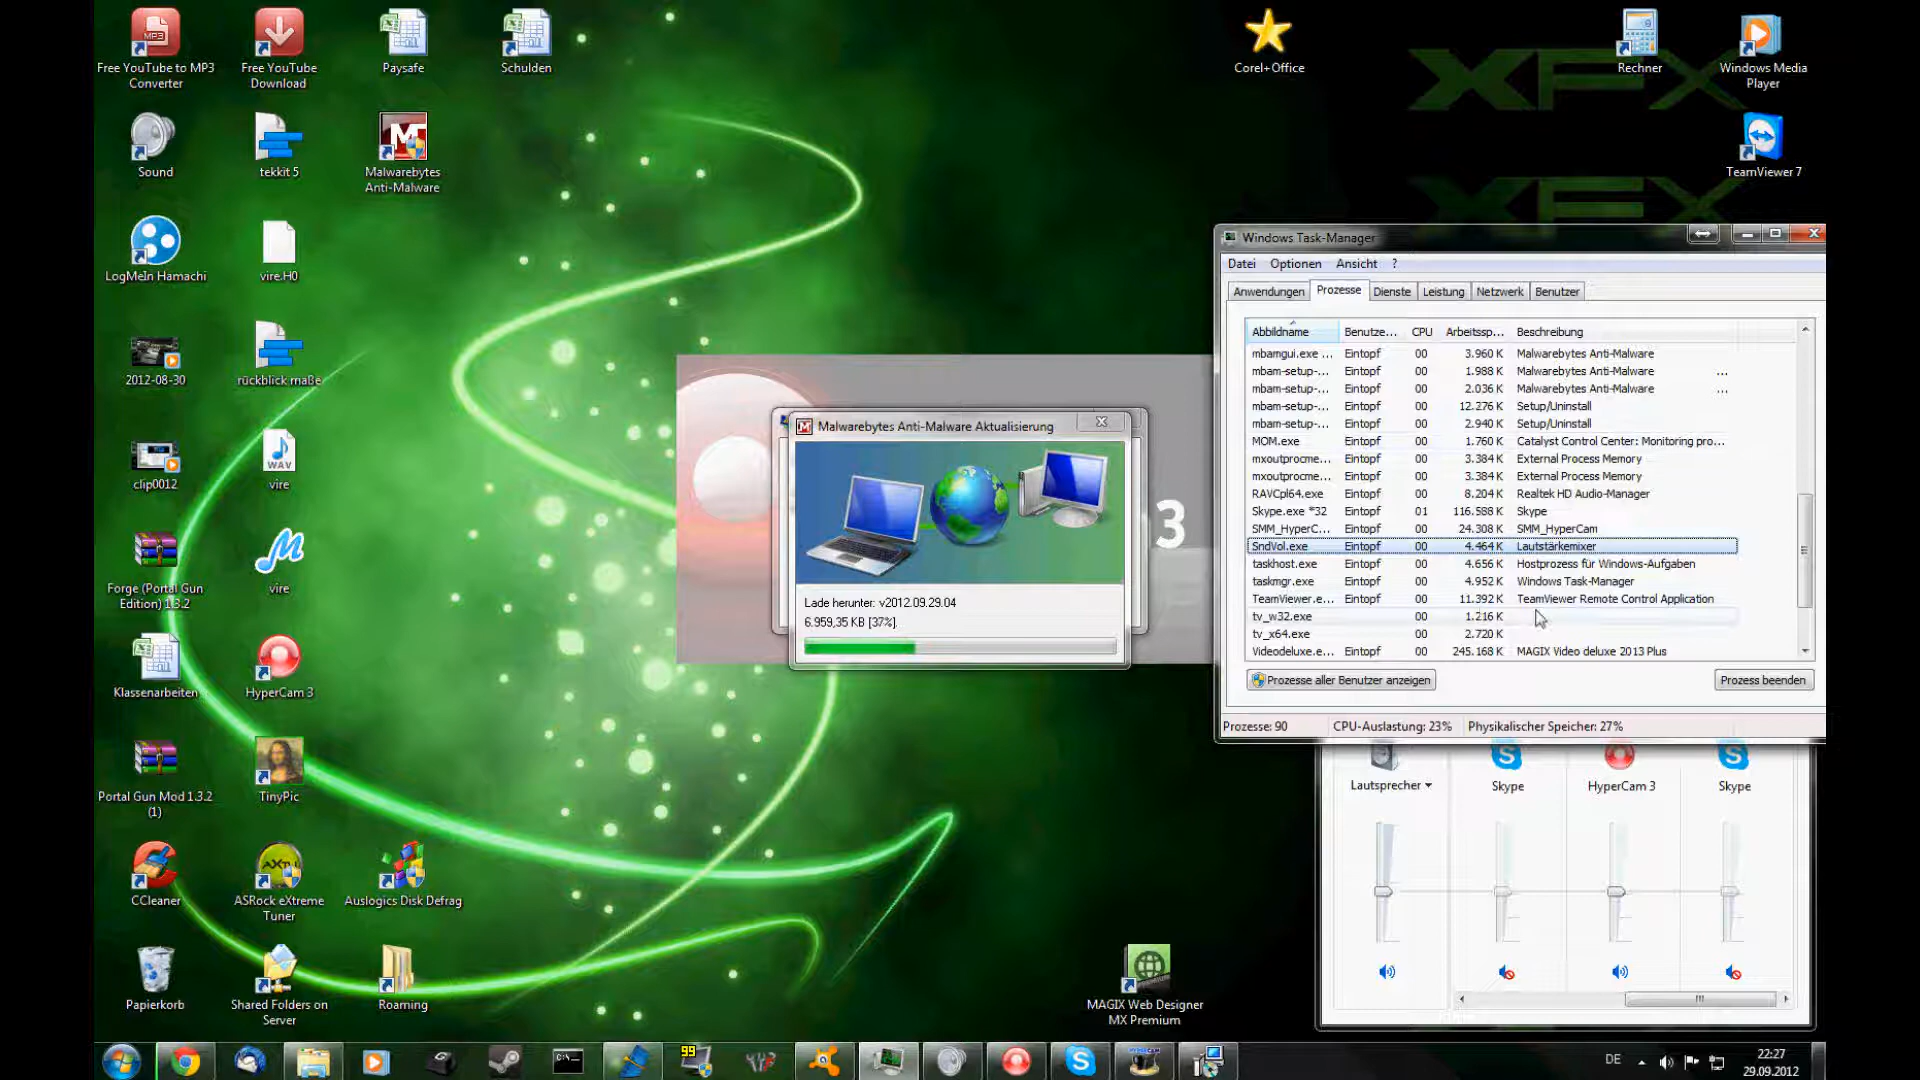 Free YouTube to MP3
Converter
Free YouTube
Download
Paysafe
Schulden
Corel+Office
Rechner
Windows Media
Player
Sound
tekkit 5
Malwarebytes
Anti-Malware
TeamViewer 7
XFX
XFX
LogMeIn Hamachi
vire.H0
2012-08-30
rückblick maße
clip0012
WAV
vire
Forge (Portal Gun
Edition) 1.3.2
vire
Klassenarbeiten
HyperCam 3
Portal Gun Mod 1.3.2
(1)
TinyPic
CCleaner
ASRock eXtreme
Tuner
Auslogics Disk Defrag
Papierkorb
Shared Folders on
Server
Roaming
MAGIX Web Designer
MX Premium
3
Malwarebytes Anti-Malware Aktualisierung
Lade herunter: v2012.09.29.04
6.959,35 KB [37%]
Windows Task-Manager
Datei Optionen Ansicht ?
Anwendungen Prozesse Dienste Leistung Netzwerk Benutzer
Abbildname Benutze... CPU Arbeitssp... Beschreibung
mbamgui.exe ... Eintopf 00 3.960 K Malwarebytes Anti-Malware
mbam-setup-... Eintopf 00 1.988 K Malwarebytes Anti-Malware ...
mbam-setup-... Eintopf 00 2.036 K Malwarebytes Anti-Malware ...
mbam-setup-... Eintopf 00 12.276 K Setup/Uninstall
mbam-setup-... Eintopf 00 2.940 K Setup/Uninstall
MOM.exe Eintopf 00 1.760 K Catalyst Control Center: Monitoring pro...
mxoutprocme... Eintopf 00 3.384 K External Process Memory
mxoutprocme... Eintopf 00 3.384 K External Process Memory
RAVCpl64.exe Eintopf 00 8.204 K Realtek HD Audio-Manager
Skype.exe *32 Eintopf 01 116.588 K Skype
SMM_HyperC... Eintopf 00 24.308 K SMM_HyperCam
SndVol.exe Eintopf 00 4.464 K Lautstärkemixer
taskhost.exe Eintopf 00 4.656 K Hostprozess für Windows-Aufgaben
taskmgr.exe Eintopf 00 4.952 K Windows Task-Manager
TeamViewer.e... Eintopf 00 11.392 K TeamViewer Remote Control Application
tv_w32.exe 00 1.216 K
tv_x64.exe 00 2.720 K
Videodeluxe.e... Eintopf 00 245.168 K MAGIX Video deluxe 2013 Plus
Prozesse aller Benutzer anzeigen Prozess beenden
Prozesse: 90 CPU-Auslastung: 23% Physikalischer Speicher: 27%
Lautsprecher Skype HyperCam 3 Skype
99
DE
22:27
29.09.2012